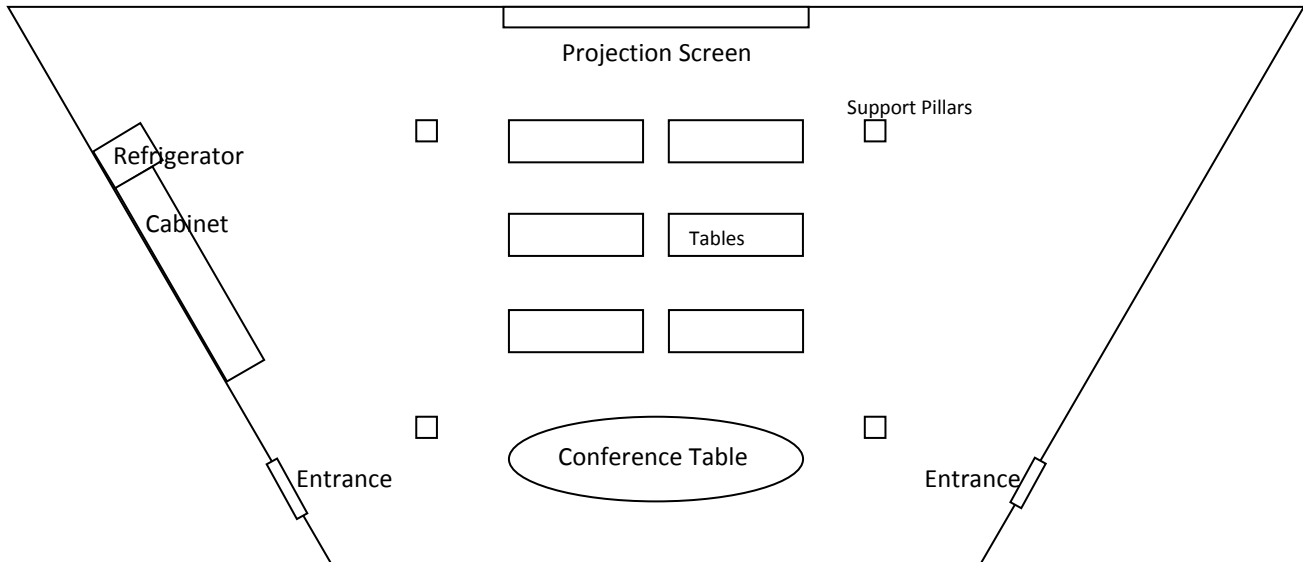 Projection Screen
Support Pillars
Refrigerator
Cabinet
Tables
Conference Table
Entrance
Entrance